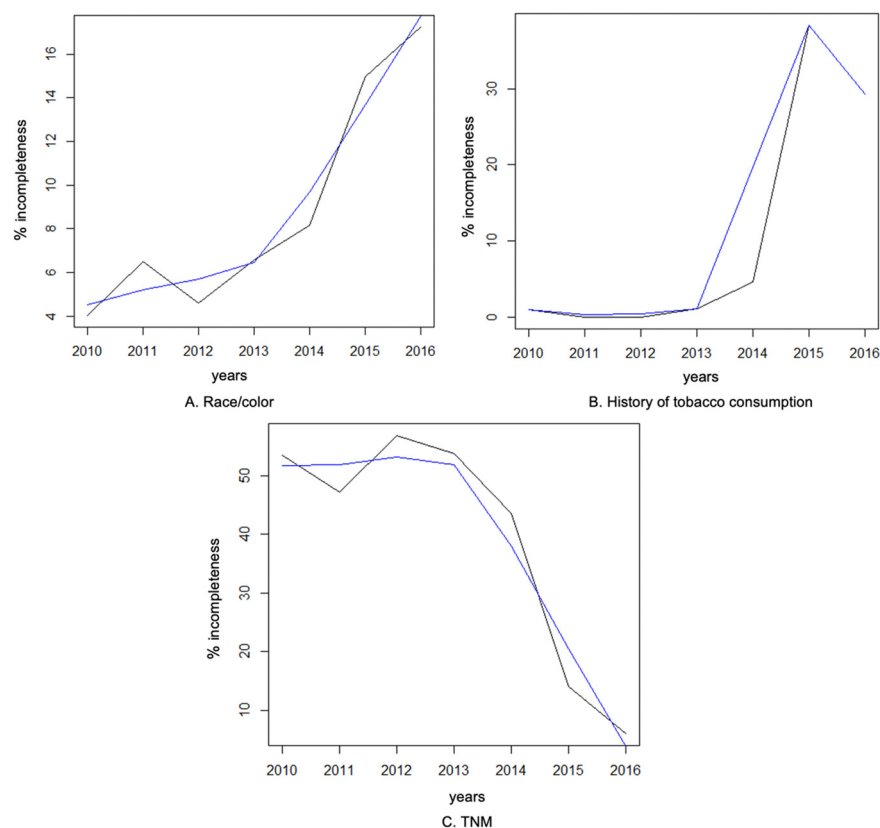 % incompleteness
16
14
12
10
8
6
4
2010 2011 2012 2013 2014 2015 2016
years
A. Race/color
% incompleteness
30
20
10
0
2010 2011 2012 2013 2014 2015 2016
years
B. History of tobacco consumption
% incompleteness
50
40
30
20
10
2010 2011 2012 2013 2014 2015 2016
years
C. TNM